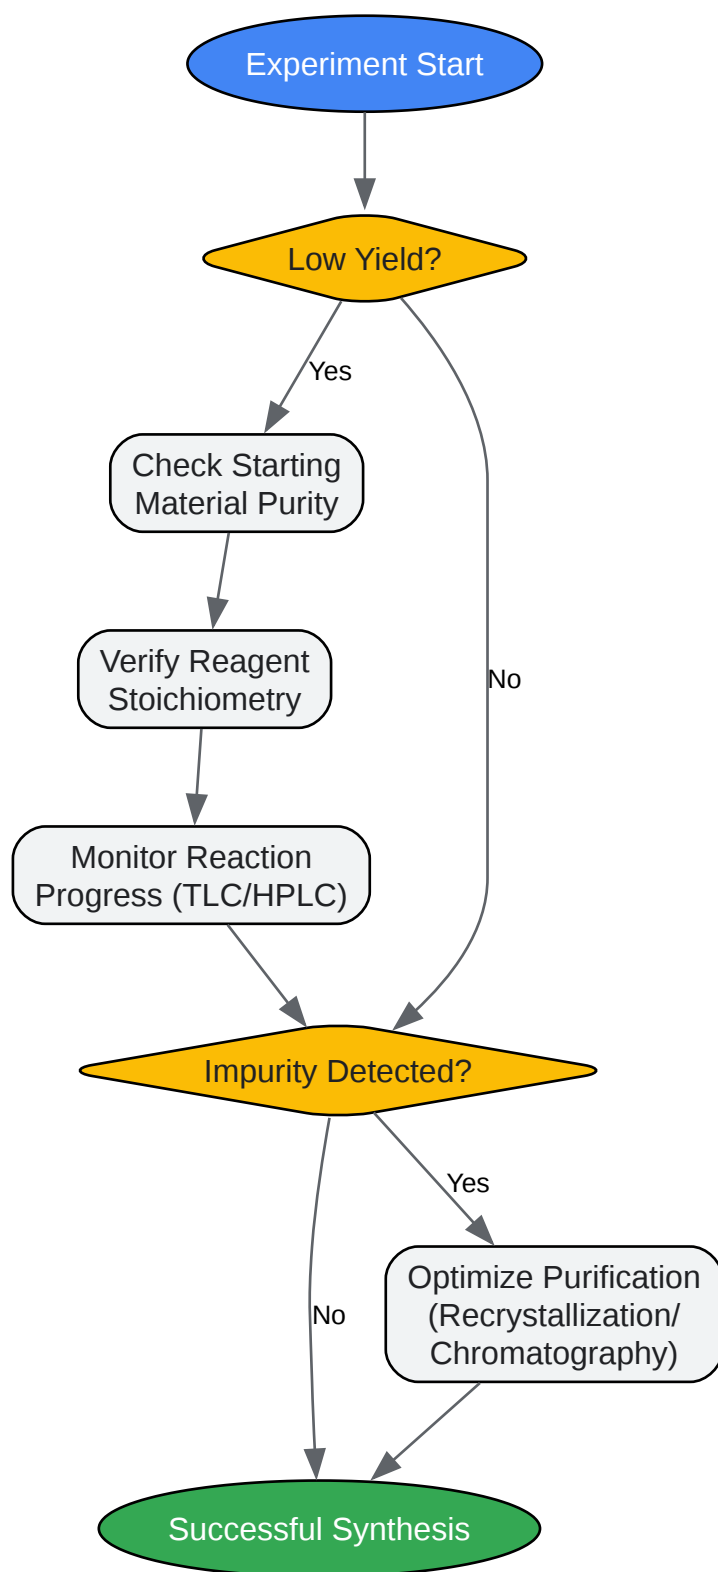 Experiment Start
Low Yield?
Yes
Check Starting
Material Purity
Verify Reagent
Stoichiometry
No
Monitor Reaction
Progress (TLC/HPLC)
Impurity Detected?
Yes
Optimize Purification
(Recrystallization/
Chromatography)
No
Successful Synthesis